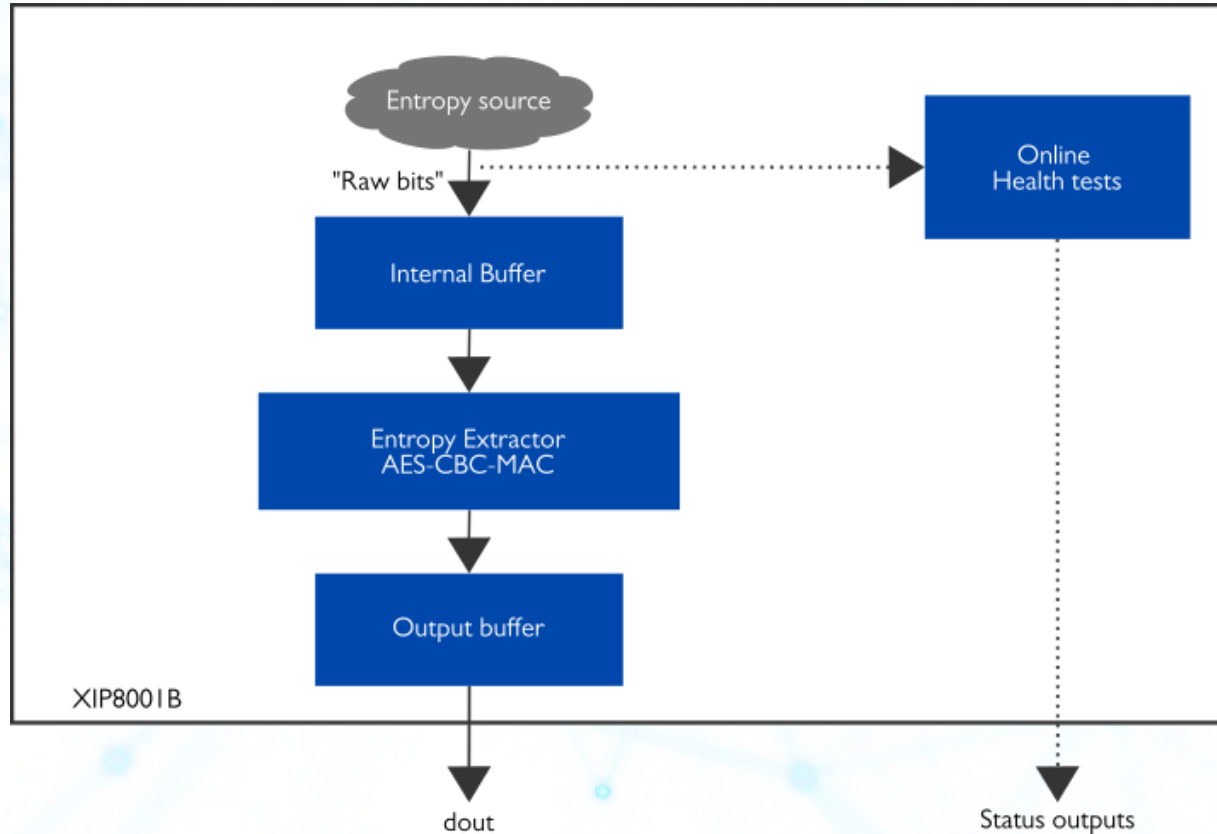 Entropy source
"Raw bits"
Online
Health tests
Internal Buffer
Entropy Extractor
AES-CBC-MAC
Output buffer
XIP8001B
dout
Status outputs